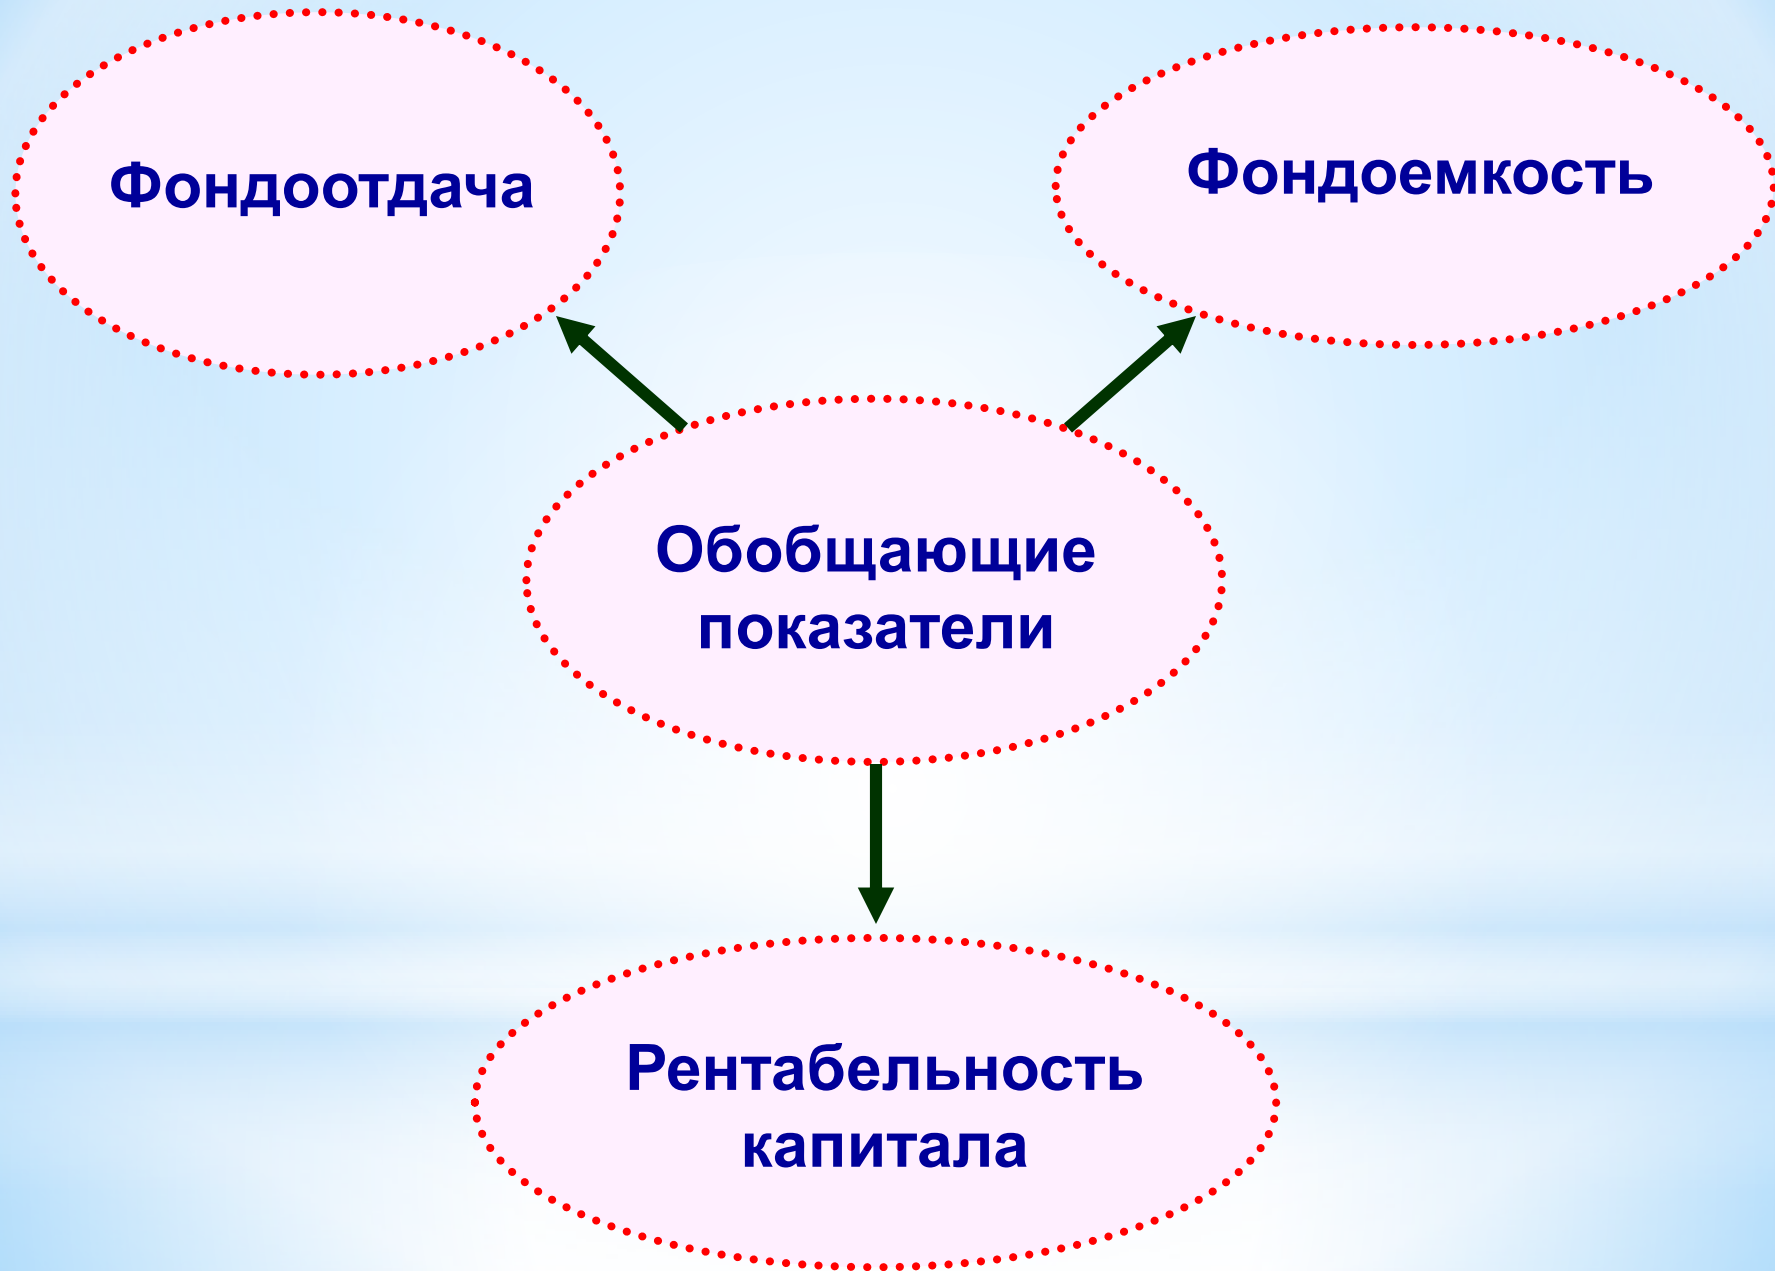 Фондоотдача
Фондоемкость
Обобщающие
показатели
Рентабельность
капитала